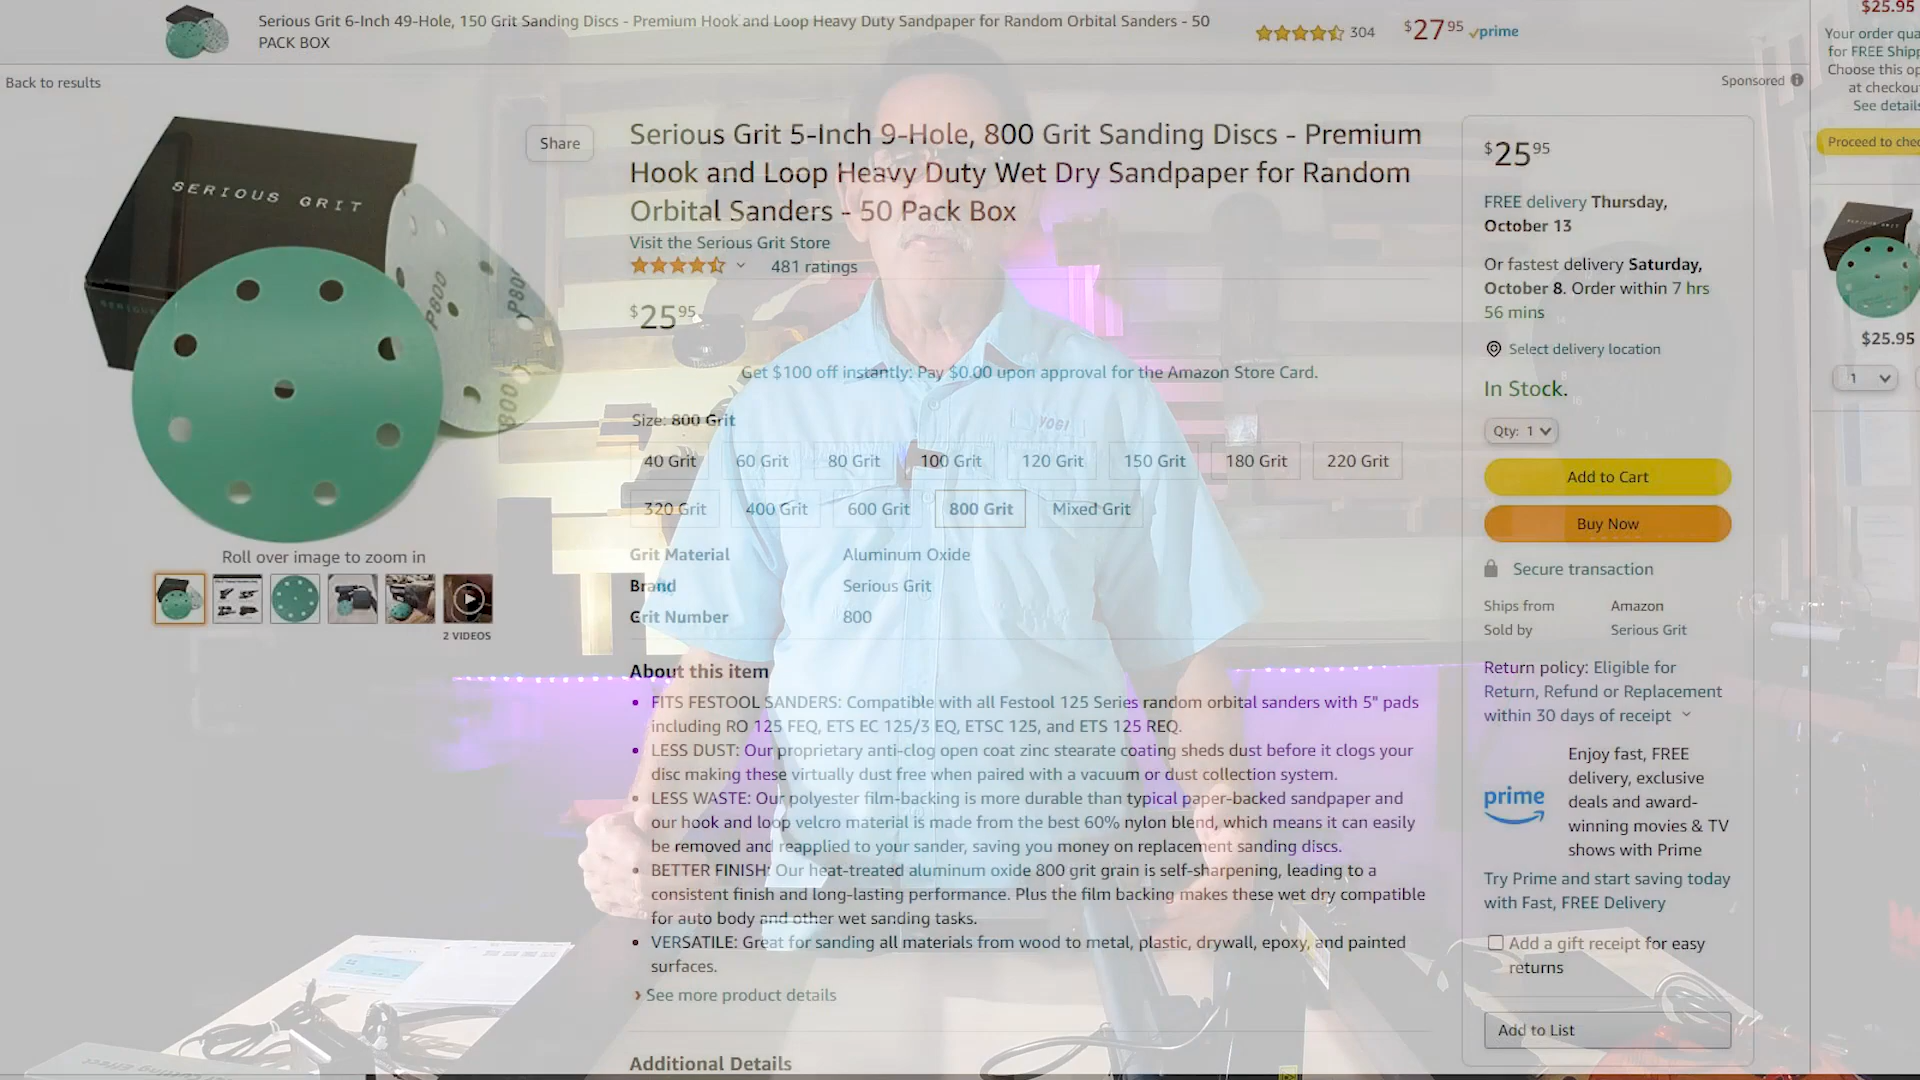 Serious Grit 6-Inch 49-Hole, 150 Grit Sanding Discs - Premium Hook and Loop Heavy Duty Sandpaper for Random Orbital Sanders - 50
PACK BOX
304
$2795 prime
$25.95
Your order qua
for FREE Shipp
Choose this op
at checkou
See details
Proceed to chec
Back to results
Sponsored
Share
SERIOUS GRIT
P800
P800
800
Serious Grit 5-Inch 9-Hole, 800 Grit Sanding Discs - Premium
Hook and Loop Heavy Duty Wet Dry Sandpaper for Random
Orbital Sanders - 50 Pack Box
Visit the Serious Grit Store
481 ratings
$2595
Get $100 off instantly: Pay $0.00 upon approval for the Amazon Store Card.
YOGI
Size: 800 Grit
40 Grit 60 Grit 80 Grit 100 Grit 120 Grit 150 Grit 180 Grit 220 Grit
320 Grit 400 Grit 600 Grit 800 Grit Mixed Grit
Grit Material Aluminum Oxide
Brand Serious Grit
Grit Number 800
Roll over image to zoom in
2 VIDEOS
About this item
• FITS FESTOOL SANDERS: Compatible with all Festool 125 Series random orbital sanders with 5" pads
including RO 125 FEQ, ETS EC 125/3 EQ, ETSC 125, and ETS 125 REQ.
• LESS DUST: Our proprietary anti-clog open coat zinc stearate coating sheds dust before it clogs your
disc making these virtually dust free when paired with a vacuum or dust collection system.
• LESS WASTE: Our polyester film-backing is more durable than typical paper-backed sandpaper and
our hook and loop velcro material is made from the best 60% nylon blend, which means it can easily
be removed and reapplied to your sander, saving you money on replacement sanding discs.
• BETTER FINISH: Our heat-treated aluminum oxide 800 grit grain is self-sharpening, leading to a
consistent finish and long-lasting performance. Plus the film backing makes these wet dry compatible
for auto body and other wet sanding tasks.
• VERSATILE: Great for sanding all materials from wood to metal, plastic, drywall, epoxy, and painted
surfaces.
› See more product details
Additional Details
$2595
FREE delivery Thursday,
October 13
Or fastest delivery Saturday,
October 8. Order within 7 hrs
56 mins
Select delivery location
In Stock.
Qty: 1
Add to Cart
Buy Now
Secure transaction
Ships from Amazon
Sold by Serious Grit
Return policy: Eligible for
Return, Refund or Replacement
within 30 days of receipt
prime
Enjoy fast, FREE
delivery, exclusive
deals and award-
winning movies & TV
shows with Prime
Try Prime and start saving today
with Fast, FREE Delivery
Add a gift receipt for easy
returns
Add to List
$25.95
1